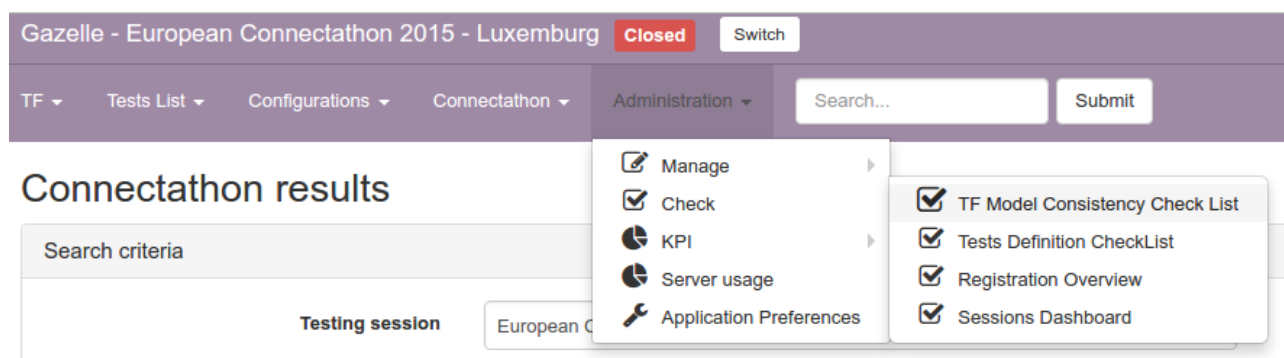 Gazelle - European Connectathon 2015 - Luxemburg Closed Switch
TF Tests List Configurations Connectathon Administration Search... Submit
Connectathon results
Search criteria
Testing session European C
Manage
Check
KPI
Server usage
Application Preferences
TF Model Consistency Check List
Tests Definition CheckList
Registration Overview
Sessions Dashboard